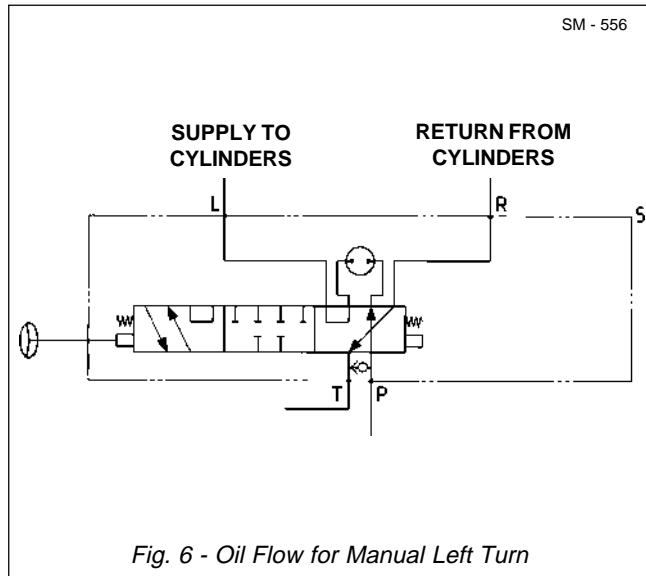 SM - 556
SUPPLY TO
CYLINDERS
RETURN FROM
CYLINDERS
L
R
S
T
P
Fig. 6 - Oil Flow for Manual Left Turn